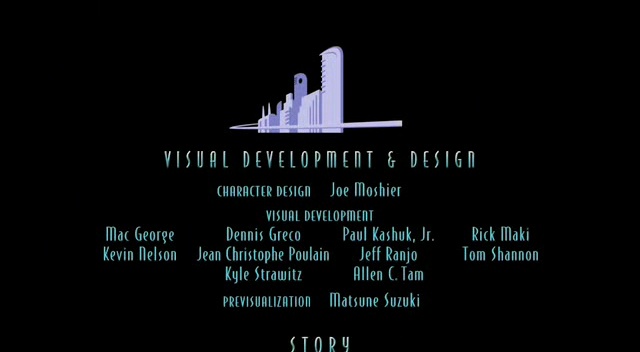 VISUAL DEVELOPMENT & DESIGN
CHARACTER DESIGN Joe Moshier
VISUAL DEVELOPMENT
Mac George Dennis Greco Paul Kashuk, Jr. Rick Maki
Kevin Nelson Jean Christophe Poulain Jeff Ranjo Tom Shannon
Kyle Strawitz Allen C. Tam
PREVISUALIZATION Matsune Suzuki
STORY